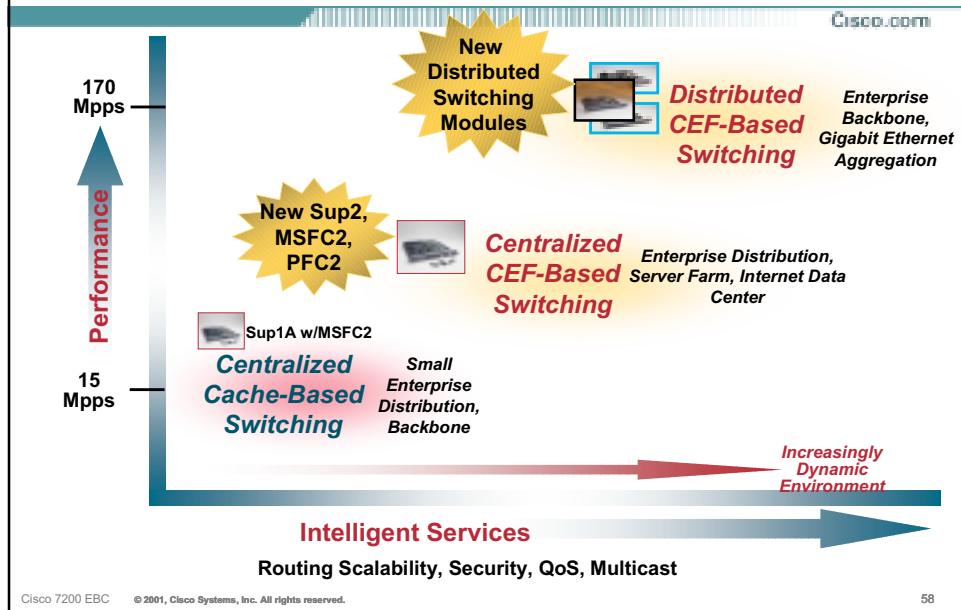 Cisco.com
New
Distributed
Switching
Modules
170
Mpps
Distributed
CEF-Based
Switching
Enterprise
Backbone,
Gigabit Ethernet
Aggregation
Performance
New Sup2,
MSFC2,
PFC2
Centralized
CEF-Based
Switching
Enterprise Distribution,
Server Farm, Internet Data
Center
Sup1A w/MSFC2
Centralized
Cache-Based
Switching
Small
Enterprise
Distribution,
Backbone
15
Mpps
Increasingly
Dynamic
Environment
Intelligent Services
Routing Scalability, Security, QoS, Multicast
Cisco 7200 EBC © 2001, Cisco Systems, Inc. All rights reserved. 58